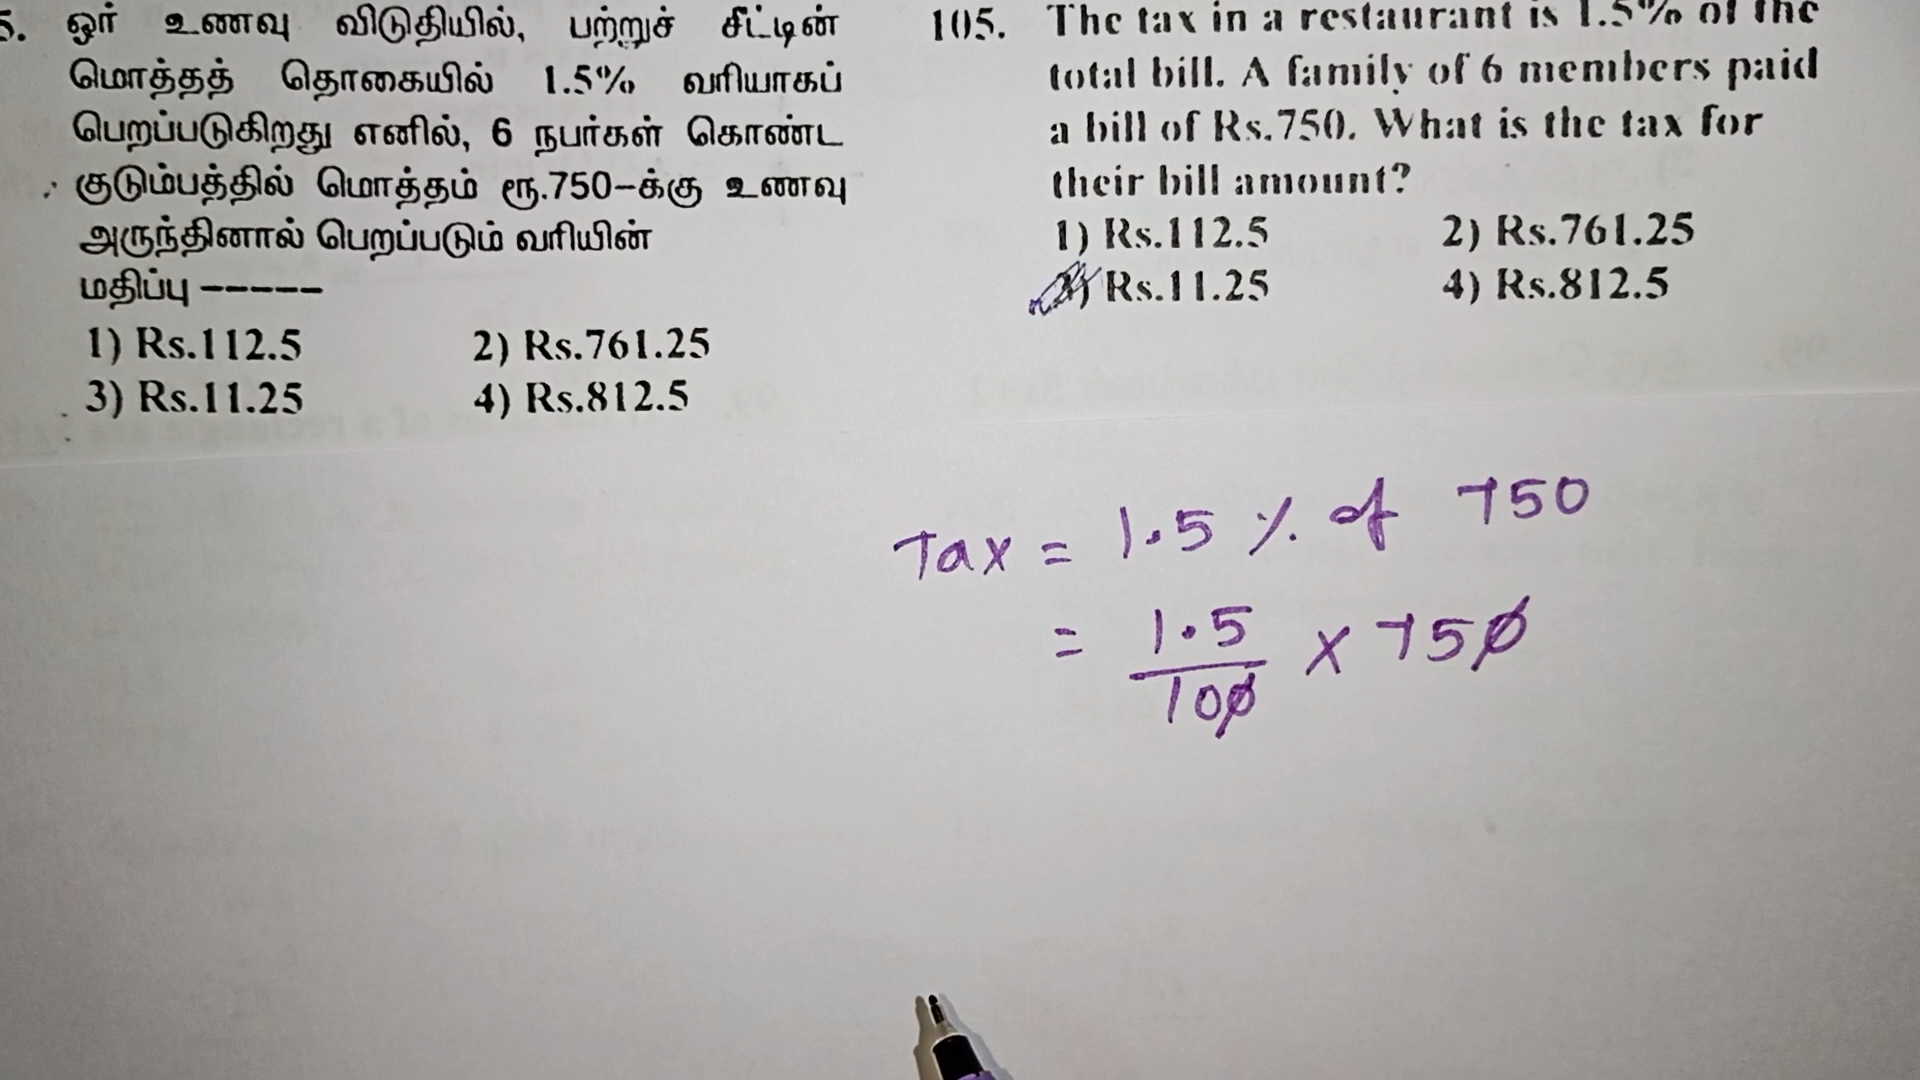 5. ஓர் உணவு விடுதியில், பற்றுச் சீட்டின்
மொத்தத் தொகையில் 1.5% வரியாகப்
பெறப்படுகிறது எனில், 6 நபர்கள் கொண்ட
குடும்பத்தில் மொத்தம் ரூ.750-க்கு உணவு
அருந்தினால் பெறப்படும் வரியின்
மதிப்பு -----
1) Rs.112.5 2) Rs.761.25
3) Rs.11.25 4) Rs.812.5
105. The tax in a restaurant is 1.5% of the
total bill. A family of 6 members paid
a bill of Rs.750. What is the tax for
their bill amount?
1) Rs.112.5 2) Rs.761.25
3) Rs.11.25 4) Rs.812.5
Tax = 1.5 % of 750
= 1.5/100 x 750